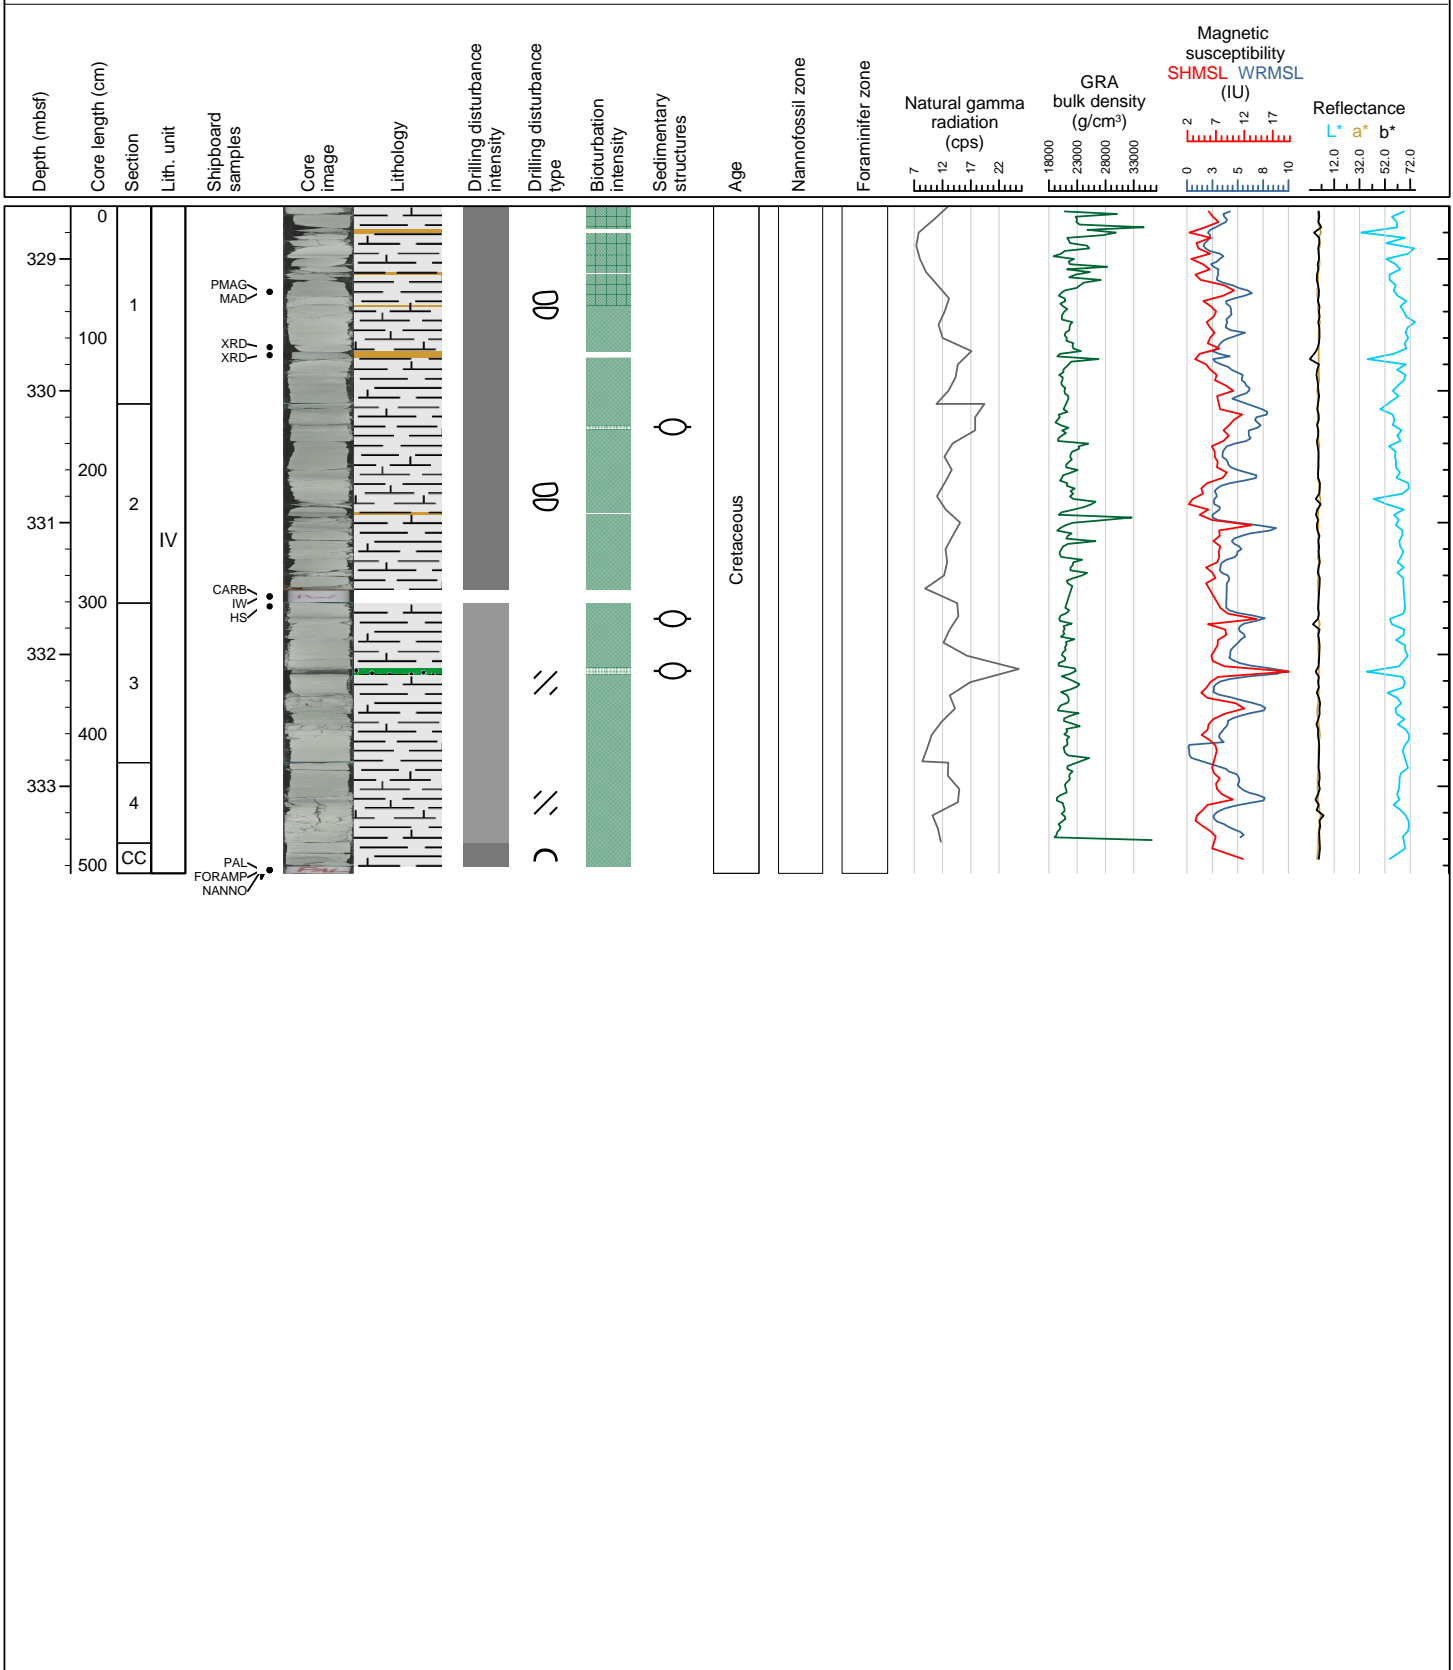 Depth (mbsf)
Core length (cm)
Section
Lith. unit
Shipboard
samples
Core
image
Lithology
Drilling disturbance
intensity
Drilling disturbance
type
Bioturbation
intensity
Sedimentary
structures
Age
Nannofossil zone
Foraminifer zone
Natural gamma
radiation
(cps)
7 12 17 22
GRA
bulk density
(g/cm³)
18000 23000 28000 33000
Magnetic
susceptibility
SHMSL WRMSL
(IU)
2 7 12 17
0 3 5 8 10
Reflectance
L* a* b*
12.0 32.0 52.0 72.0
0
329
PMAG
MAD
1
100
XRD
XRD
330
200
2
331
IV
Cretaceous
CARB
300
IW
HS
332
3
400
333
4
CC
500
PAL
FORAMP
NANNO